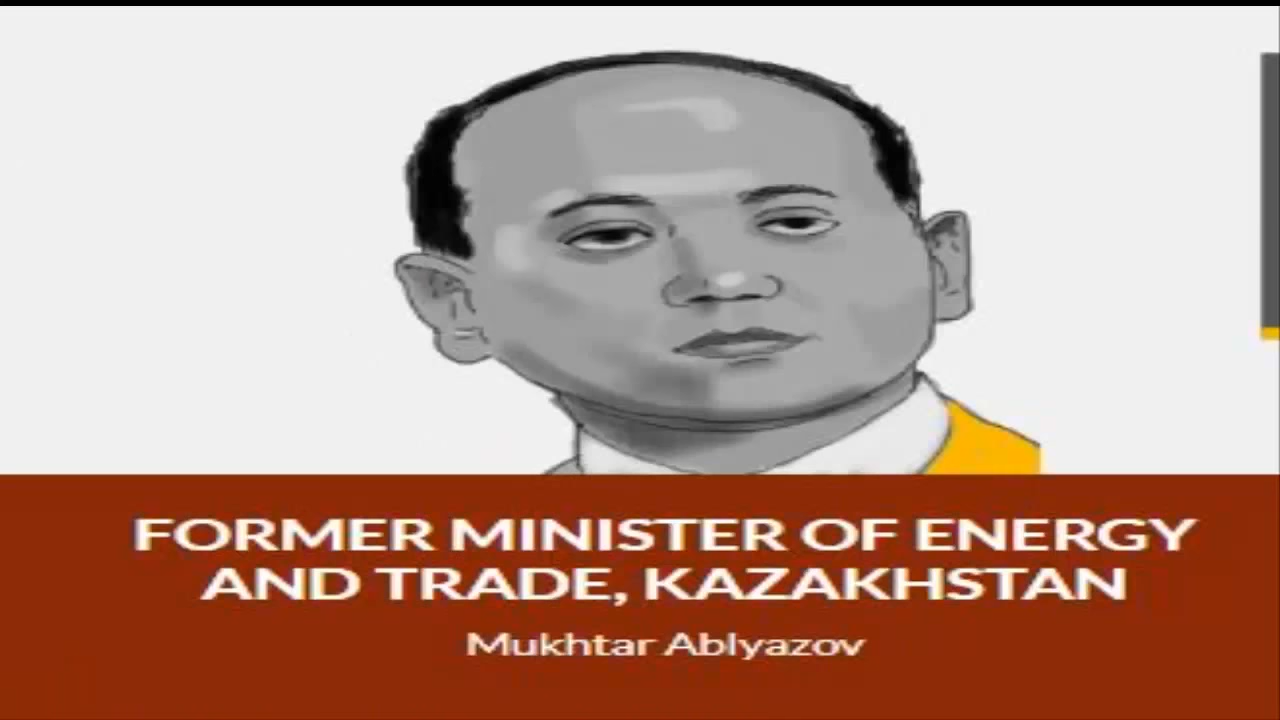 FORMER MINISTER OF ENERGY
AND TRADE, KAZAKHSTAN
Mukhtar Ablyazov